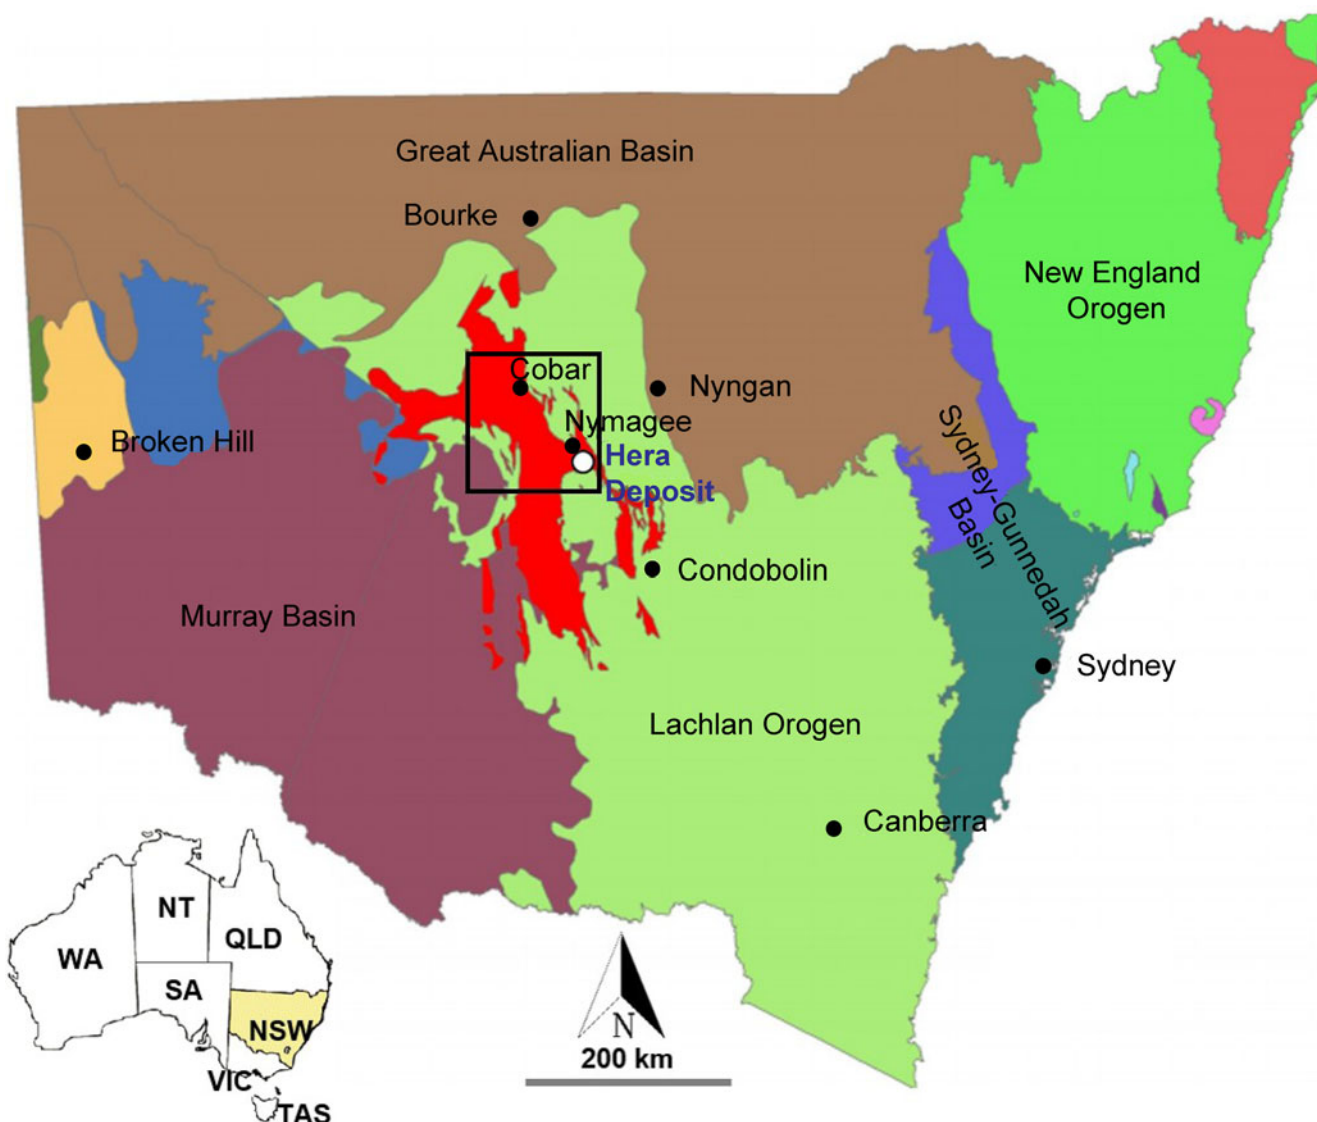 Great Australian Basin
Bourke
New England
Orogen
Cobar
Nyngan
Nymagee
Broken Hill
Hera
Deposit
Sydney-Gunnedah
Basin
Condobolin
Murray Basin
Sydney
Lachlan Orogen
Canberra
NT
QLD
WA
SA
NSW
VIC
TAS
N
200 km